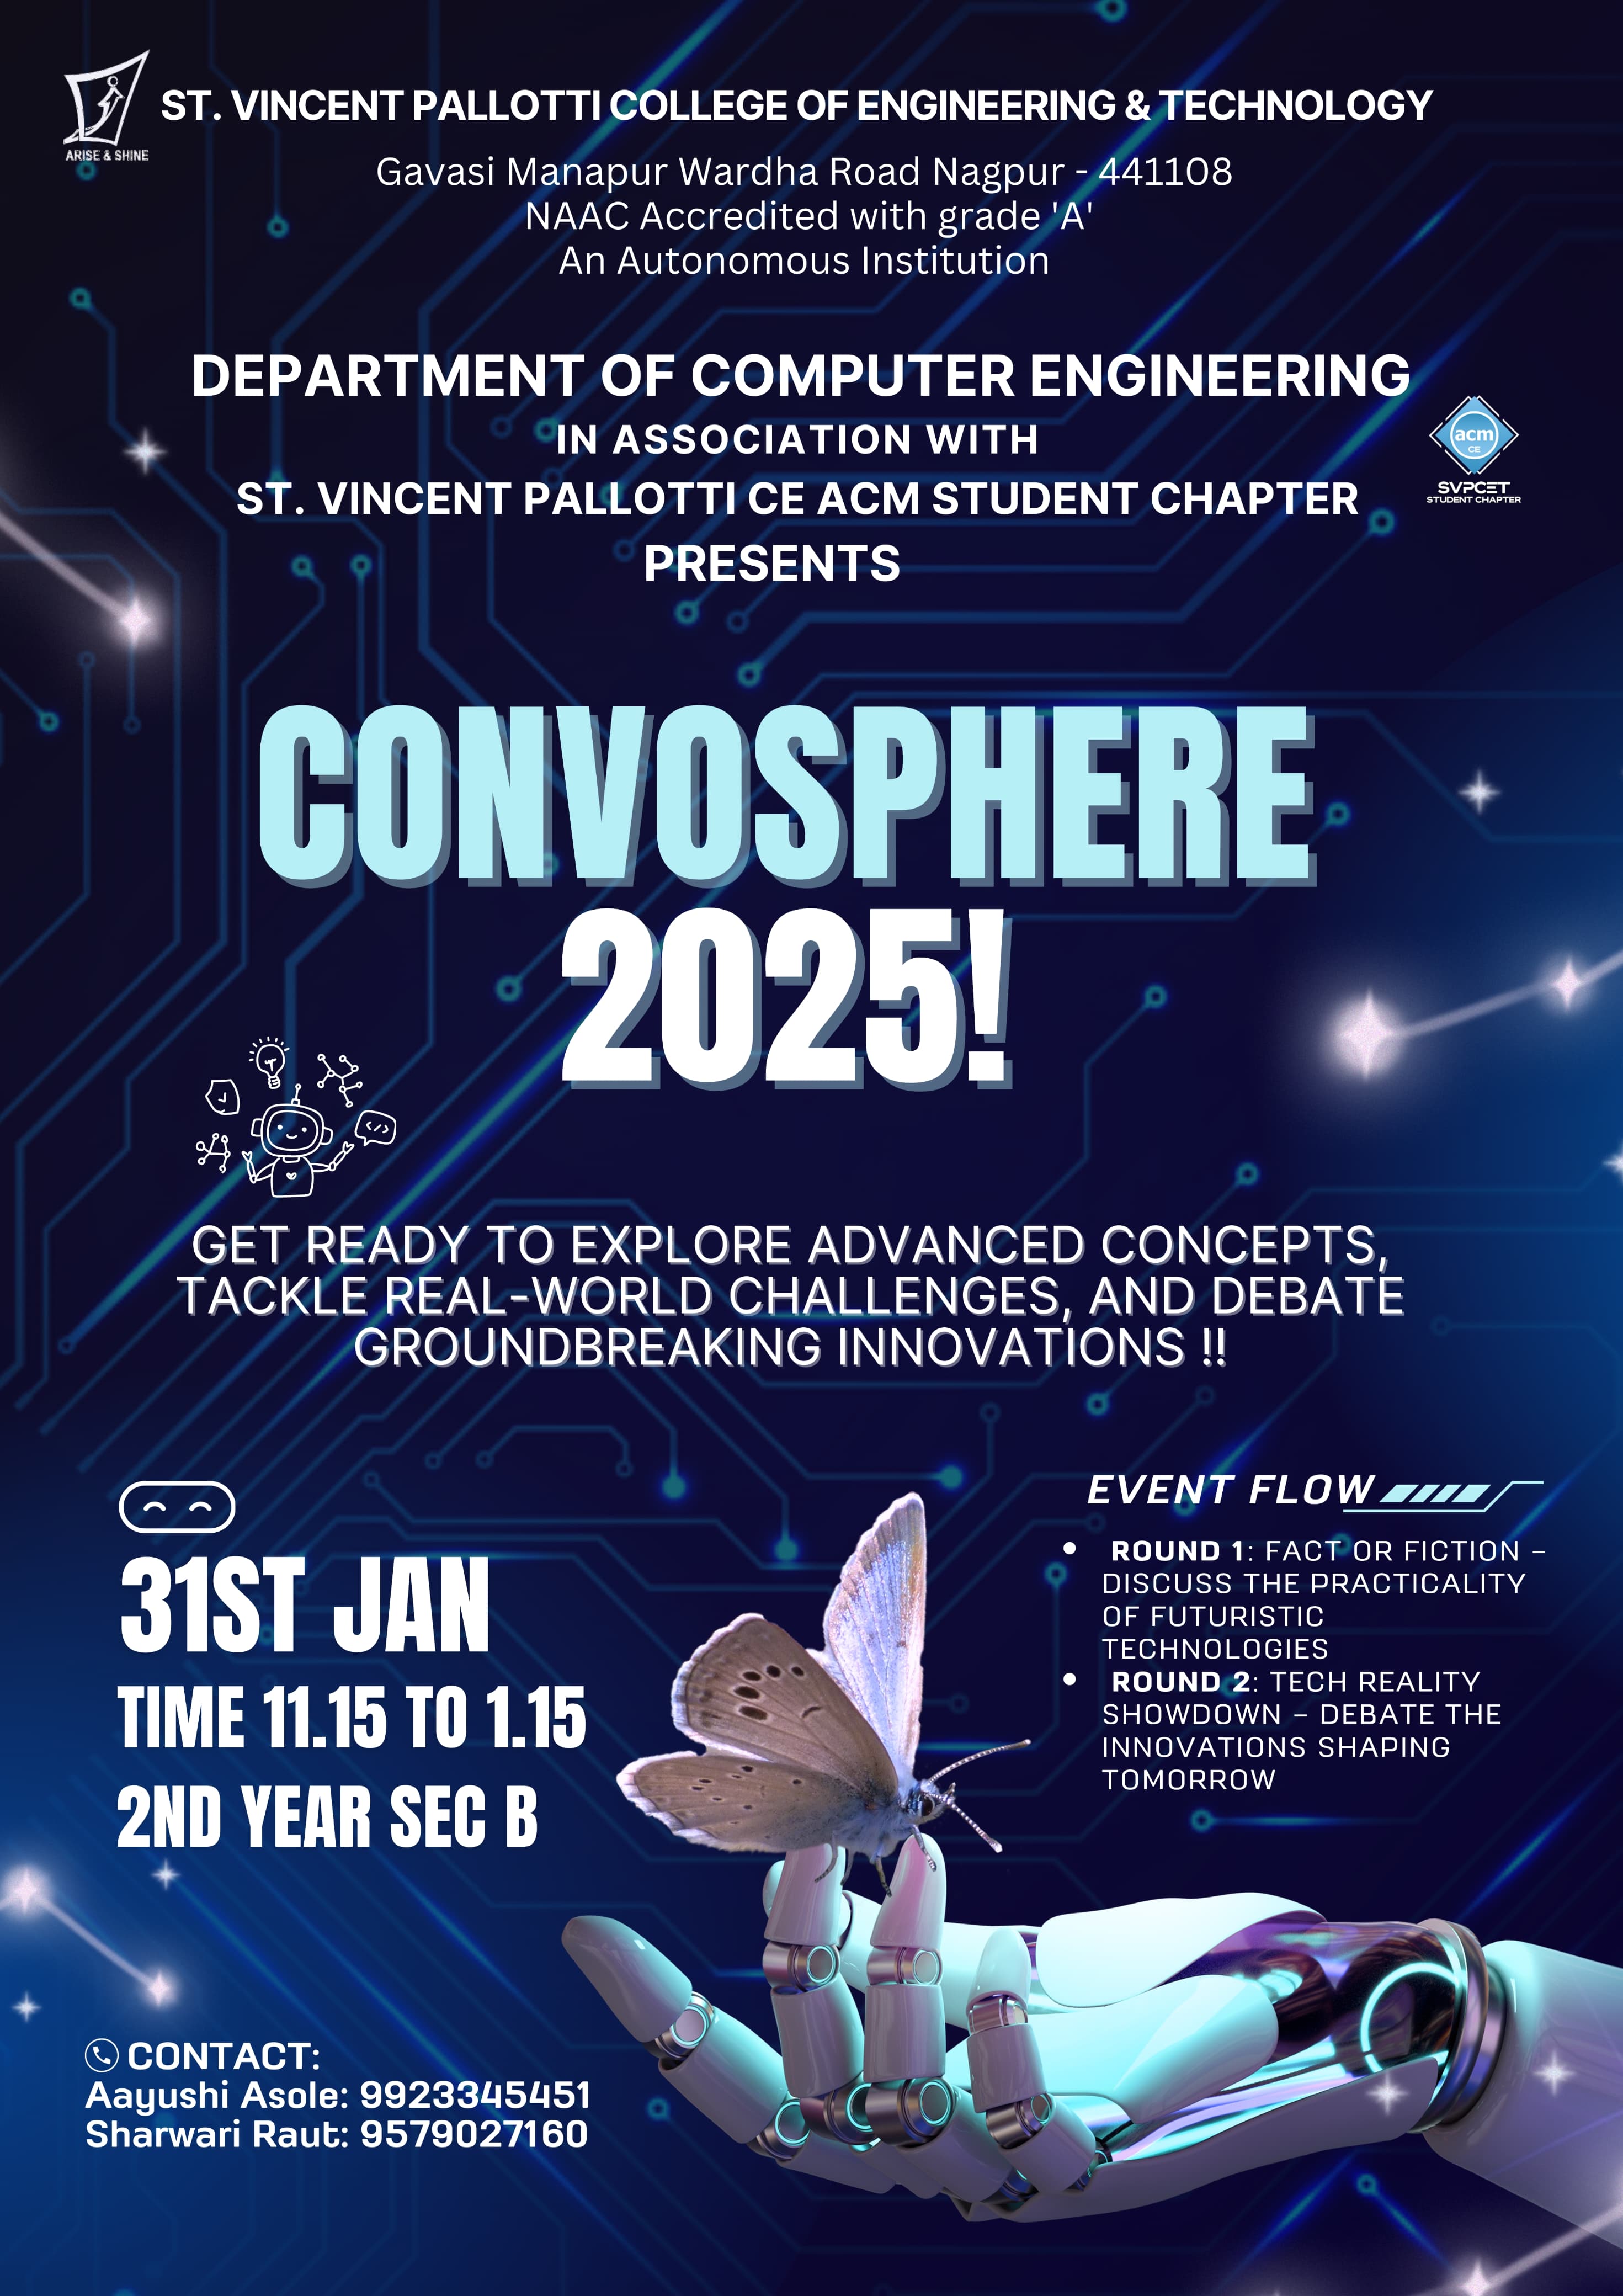 ARISE & SHINE
ST. VINCENT PALLOTTI COLLEGE OF ENGINEERING & TECHNOLOGY
Gavasi Manapur Wardha Road Nagpur - 441108
NAAC Accredited with grade 'A'
An Autonomous Institution
DEPARTMENT OF COMPUTER ENGINEERING
IN ASSOCIATION WITH
ST. VINCENT PALLOTTI CE ACM STUDENT CHAPTER
PRESENTS
acm
CE
SVPCET
STUDENT CHAPTER
CONVOSPHERE
2025!
</>
GET READY TO EXPLORE ADVANCED CONCEPTS,
TACKLE REAL-WORLD CHALLENGES, AND DEBATE
GROUNDBREAKING INNOVATIONS !!
31ST JAN
TIME 11.15 TO 1.15
2ND YEAR SEC B
EVENT FLOW
• ROUND 1: FACT OR FICTION –
DISCUSS THE PRACTICALITY
OF FUTURISTIC
TECHNOLOGIES
• ROUND 2: TECH REALITY
SHOWDOWN – DEBATE THE
INNOVATIONS SHAPING
TOMORROW
CONTACT:
Aayushi Asole: 9923345451
Sharwari Raut: 9579027160